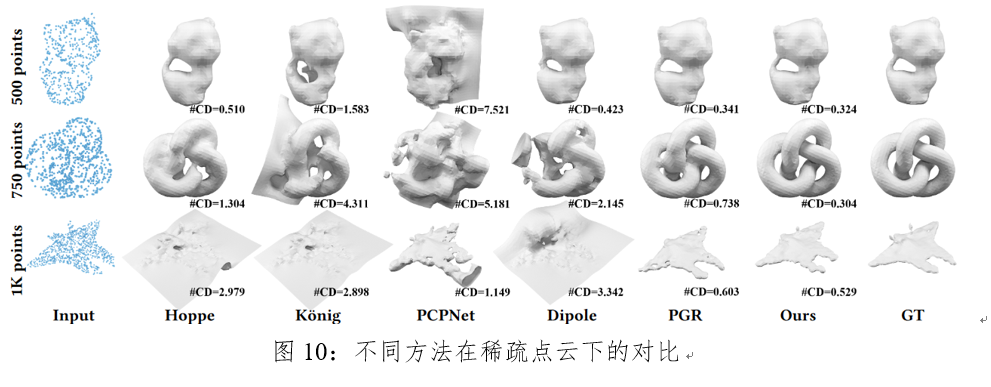 500 points
#CD=0.510 #CD=1.583 #CD=7.521 #CD=0.423 #CD=0.341 #CD=0.324
750 points
#CD=1.304 #CD=4.311 #CD=5.181 #CD=2.145 #CD=0.738 #CD=0.304
1K points
#CD=2.979 #CD=2.898 #CD=1.149 #CD=3.342 #CD=0.603 #CD=0.529
Input Hoppe König PCPNet Dipole PGR Ours GT
图 10：不同方法在稀疏点云下的对比